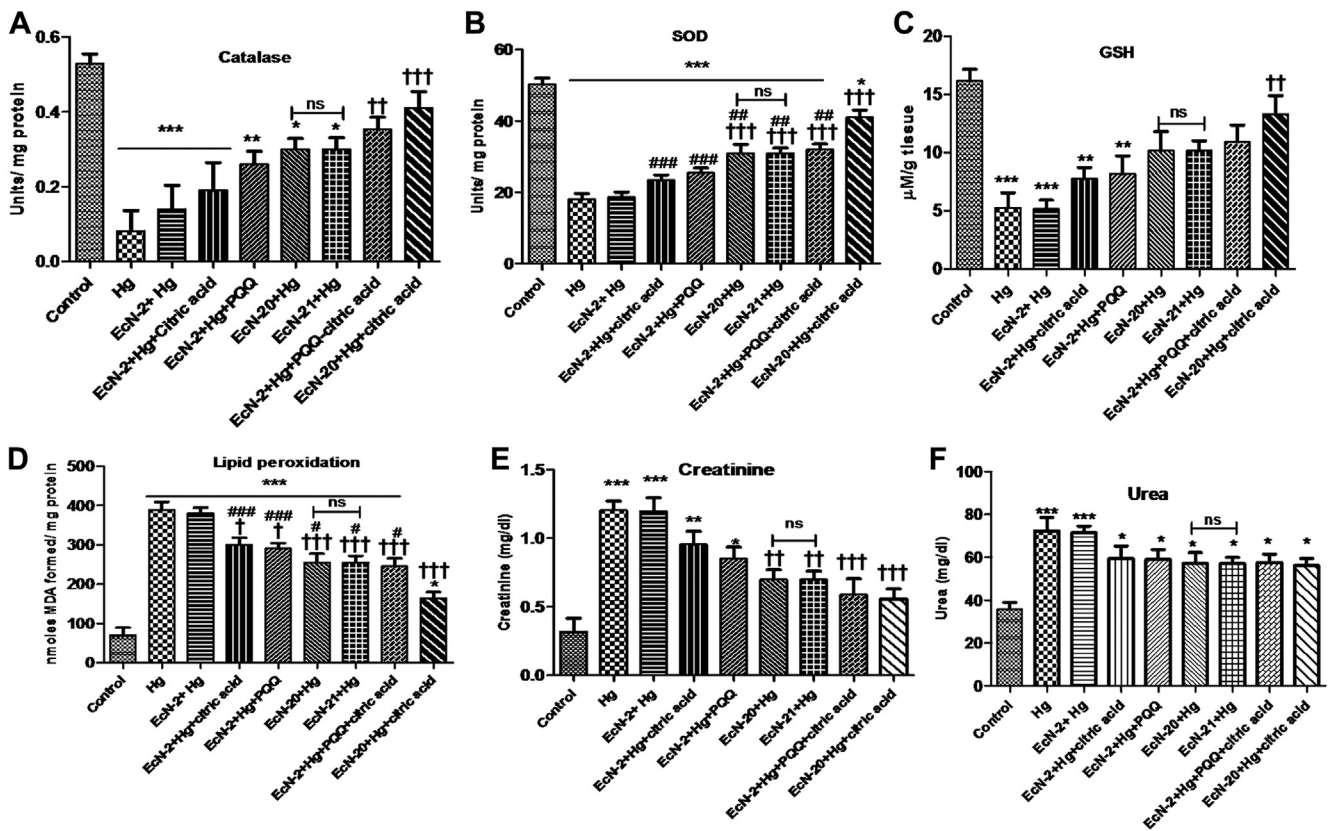 A
Catalase
Units/ mg protein
0.6
0.4
0.2
0.0
***
**
*
ns
*
††
†††
Control
Hg
EcN-2+ Hg
EcN-2+Hg+Citric acid
EcN-2+Hg+PQQ
EcN-20+Hg
EcN-21+Hg
EcN-2+Hg+PQQ-citric acid
EcN-20+Hg+citric acid
B
SOD
Units/ mg protein
60
40
20
0
***
###
###
ns
##
†††
##
†††
##
†††
*
†††
Control
Hg
EcN-2+ Hg
EcN-2+Hg+citric acid
EcN-2+Hg+PQQ
EcN-20+Hg
EcN-21+Hg
EcN-2+Hg+PQQ+citric acid
EcN-20+Hg+citric acid
C
GSH
μM/g tissue
20
15
10
5
0
***
***
**
**
ns
††
Control
Hg
EcN-2+ Hg
EcN-2+Hg+citric acid
EcN-2+Hg+PQQ
EcN-20+Hg
EcN-21+Hg
EcN-2+Hg+PQQ+citric acid
EcN-20+Hg+citric acid
D
Lipid peroxidation
nmoles MDA formed/ mg protein
500
400
300
200
100
0
***
###
†
###
†
ns
#
†††
#
†††
#
†††
†††
*
Control
Hg
EcN-2+ Hg
EcN-2+Hg+citric acid
EcN-2+Hg+PQQ
EcN-20+Hg
EcN-21+Hg
EcN-2+Hg+PQQ+citric acid
EcN-20+Hg+citric acid
E
Creatinine
Creatinine (mg/dl)
1.5
1.0
0.5
0.0
***
***
**
*
ns
††
††
†††
†††
Control
Hg
EcN-2+ Hg
EcN-2+Hg+citric acid
EcN-2+Hg+PQQ
EcN-20+Hg
EcN-21+Hg
EcN-2+Hg+PQQ+citric acid
EcN-20+Hg+citric acid
F
Urea
Urea (mg/dl)
100
80
60
40
20
0
***
***
*
*
ns
*
*
*
*
Control
Hg
EcN-2+ Hg
EcN-2+Hg+citric acid
EcN-2+Hg+PQQ
EcN-20+Hg
EcN-21+Hg
EcN-2+Hg+PQQ+citric acid
EcN-20+Hg+citric acid